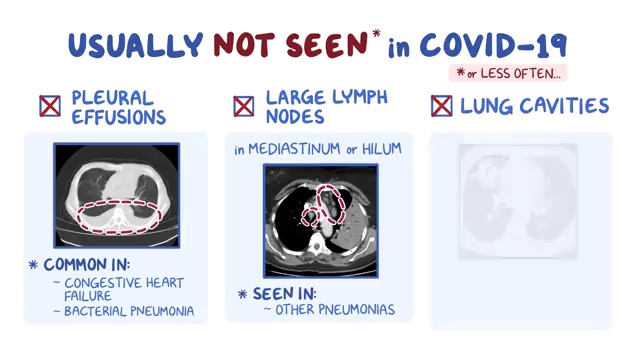 USUALLY NOT SEEN* in COVID-19
* or LESS OFTEN...
PLEURAL
EFFUSIONS
LARGE LYMPH
NODES
LUNG CAVITIES
in MEDIASTINUM or HILUM
* COMMON IN:
~ CONGESTIVE HEART
FAILURE
~ BACTERIAL PNEUMONIA
* SEEN IN:
~ OTHER PNEUMONIAS